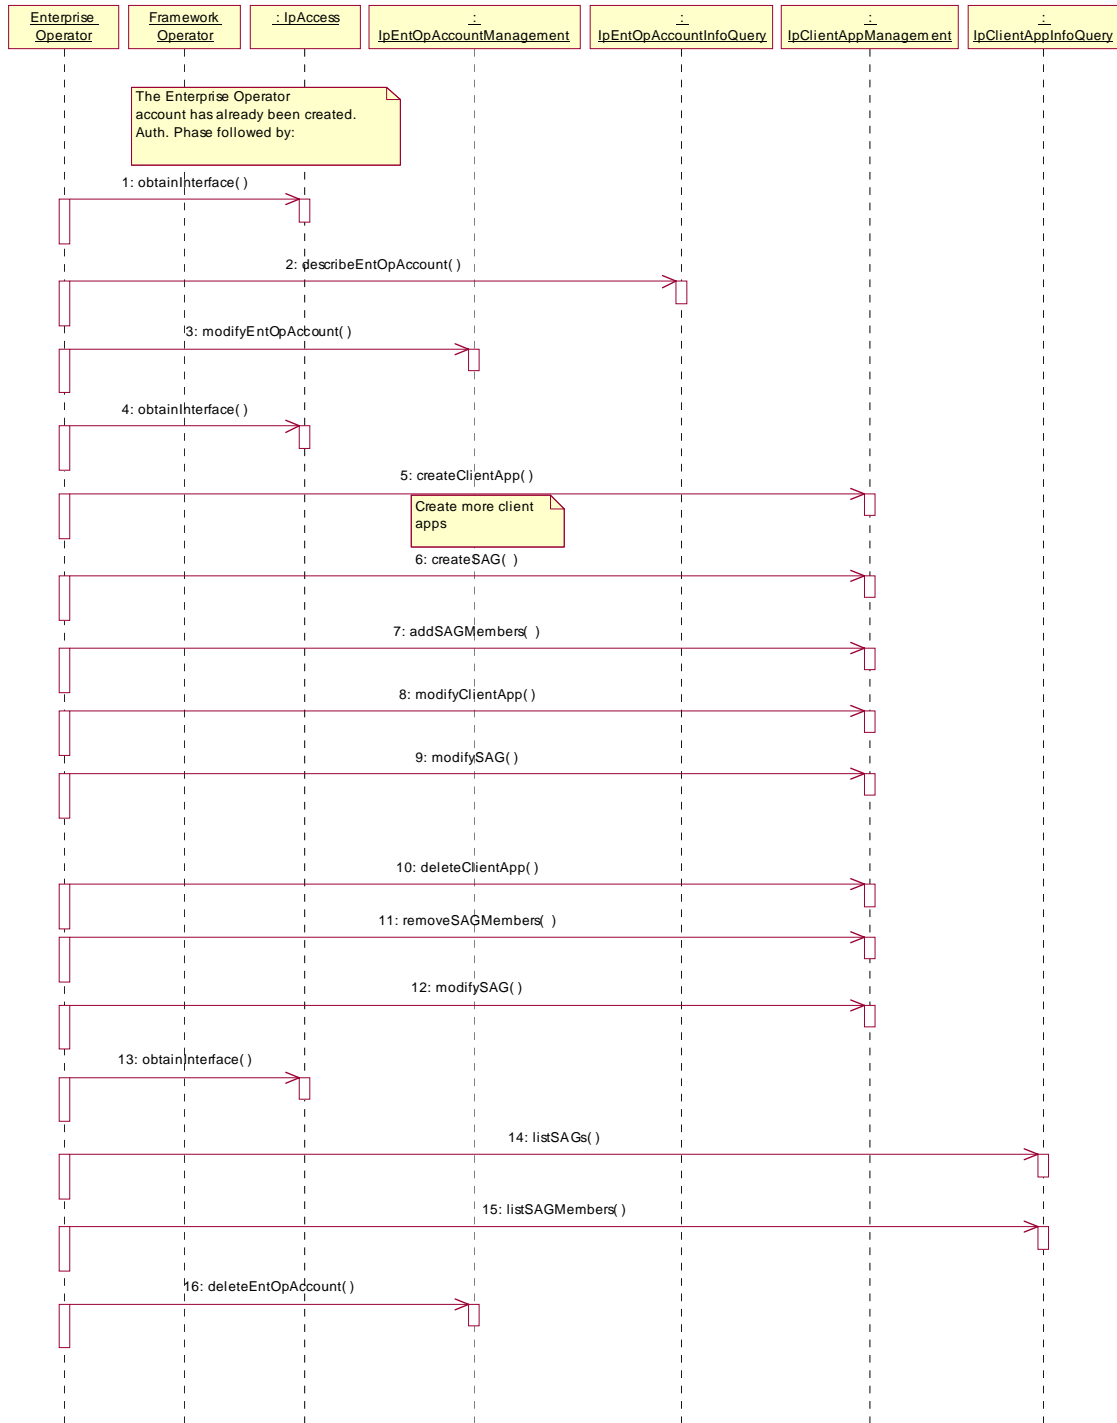 Enterprise
Operator
Framework
Operator
: IpAccess
:
IpEntOpAccountManagement
:
IpEntOpAccountInfoQuery
:
IpClientAppManagement
:
IpClientAppInfoQuery
The Enterprise Operator
account has already been created.
Auth. Phase followed by:
1: obtainInterface( )
2: describeEntOpAccount( )
3: modifyEntOpAccount( )
4: obtainInterface( )
5: createClientApp( )
Create more client
apps
6: createSAG( )
7: addSAGMembers( )
8: modifyClientApp( )
9: modifySAG( )
10: deleteClientApp( )
11: removeSAGMembers( )
12: modifySAG( )
13: obtainInterface( )
14: listSAGs( )
15: listSAGMembers( )
16: deleteEntOpAccount( )